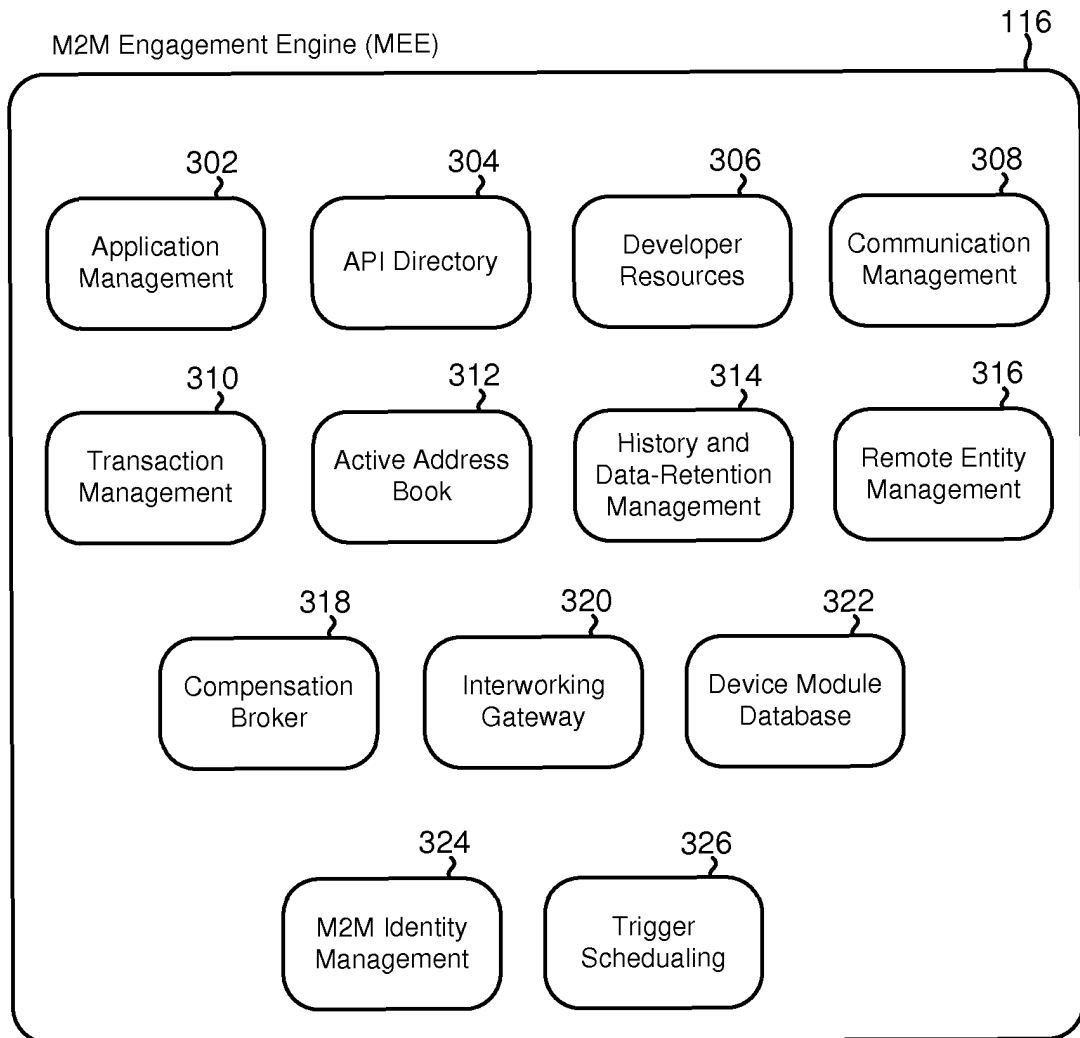 116
M2M Engagement Engine (MEE)
302
304
306
308
Application
Management
API Directory
Developer
Resources
Communication
Management
310
312
314
316
Transaction
Management
Active Address
Book
History and
Data-Retention
Management
Remote Entity
Management
318
320
322
Compensation
Broker
Interworking
Gateway
Device Module
Database
324
326
M2M Identity
Management
Trigger
Schedualing